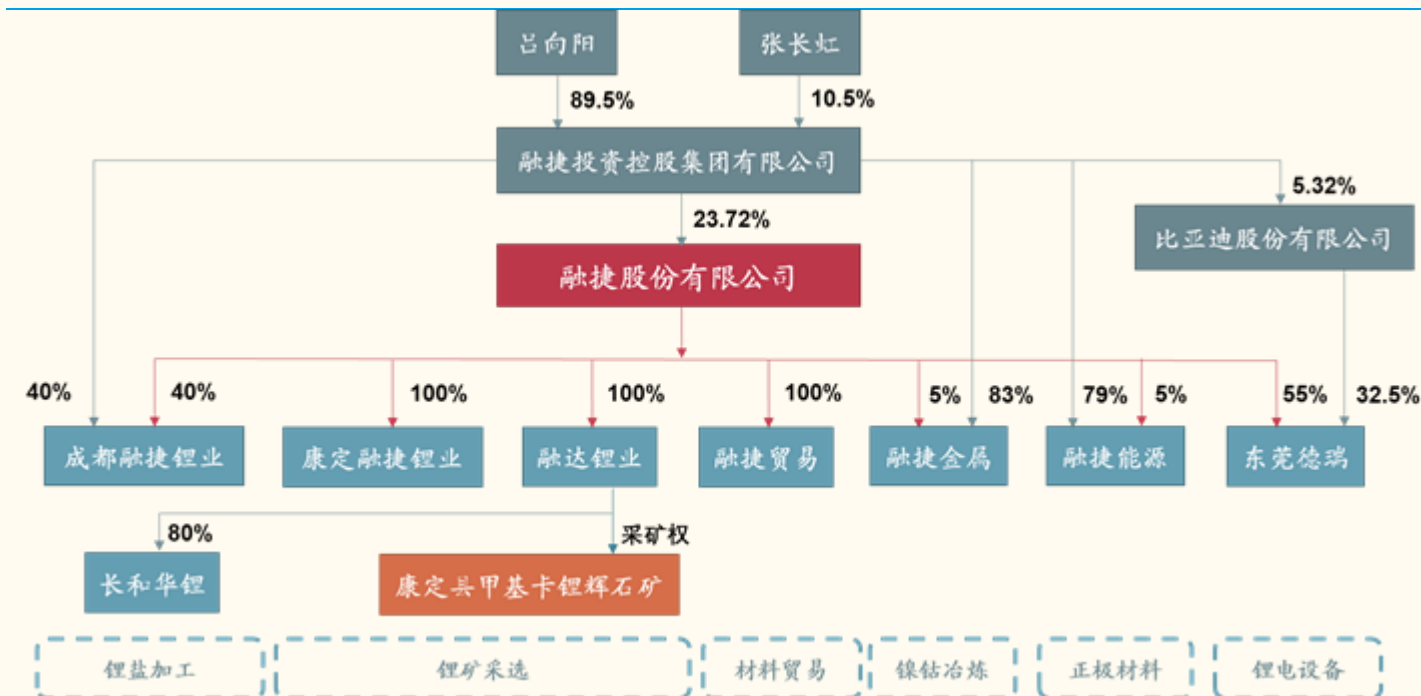 吕向阳
张长虹
89.5%
10.5%
融捷投资控股集团有限公司
5.32%
23.72%
比亚迪股份有限公司
融捷股份有限公司
40%
40%
100%
100%
100%
5%
83%
79%
5%
55%
32.5%
成都融捷锂业
康定融捷锂业
融达锂业
融捷贸易
融捷金属
融捷能源
东莞德瑞
80%
采矿权
长和华锂
康定县甲基卡锂辉石矿
锂盐加工
锂矿采选
材料贸易
镍钴冶炼
正极材料
锂电设备